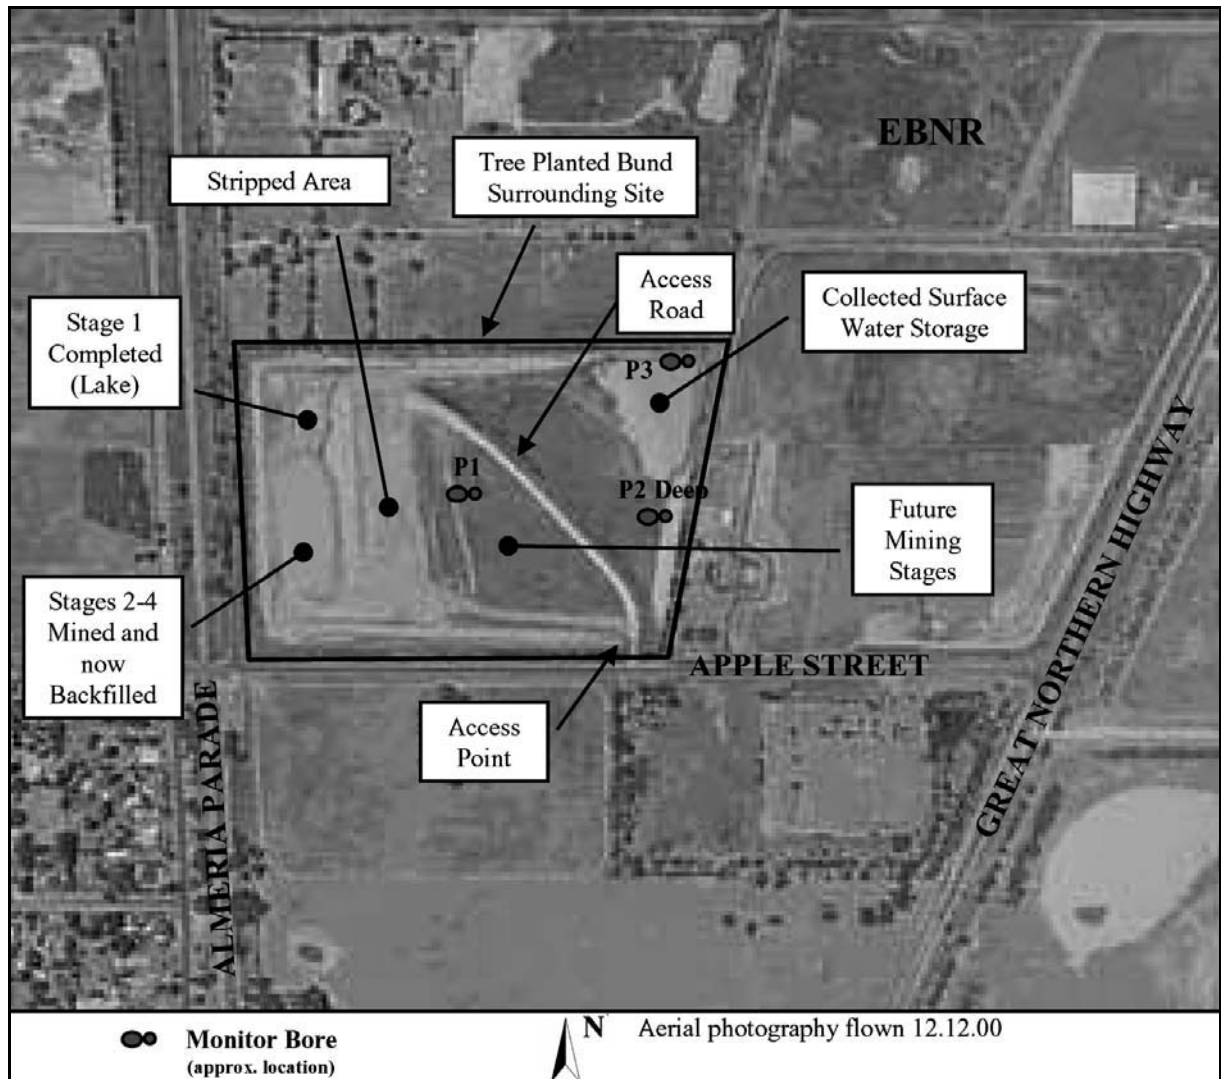 EBNR
Tree Planted Bund
Surrounding Site
Stripped Area
Access
Road
Collected Surface
Water Storage
Stage 1
Completed
(Lake)
P3
P1
P2 Deep
Future
Mining
Stages
Stages 2-4
Mined and
now
Backfilled
APPLE STREET
Access
Point
ALMERIA PARADE
GREAT NORTHERN HIGHWAY
Monitor Bore
(approx. location)
N
Aerial photography flown 12.12.00